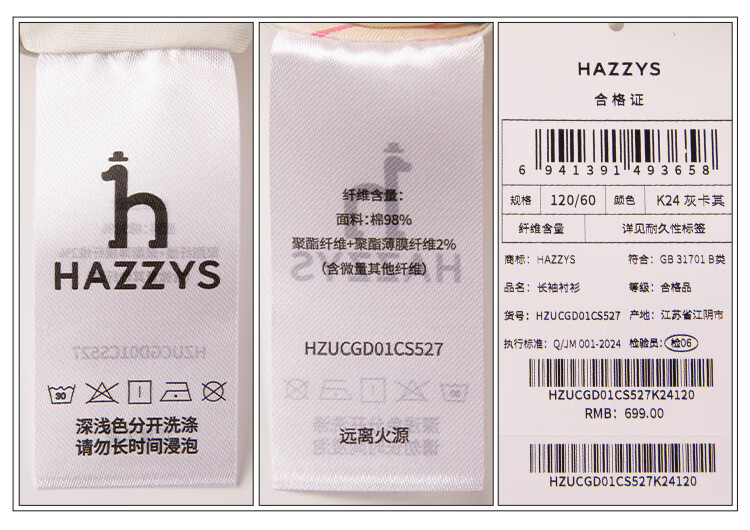 HAZZYS
30
深浅色分开洗涤
请勿长时间浸泡
纤维含量：
面料：棉98%
聚酯纤维+聚酯薄膜纤维2%
（含微量其他纤维）
HZUCGD01CS527
远离火源
HAZZYS
合格证
6 941391 493658
规格 120/60 颜色 K24 灰卡其
纤维含量 详见耐久性标签
商标：HAZZYS 符合：GB 31701 B类
品名：长袖衬衫 等级：合格品
货号：HZUCGD01CS527 产地：江苏省江阴市
执行标准：Q/JM 001-2024 检验员：检06
HZUCGD01CS527K24120
RMB：699.00
HZUCGD01CS527K24120